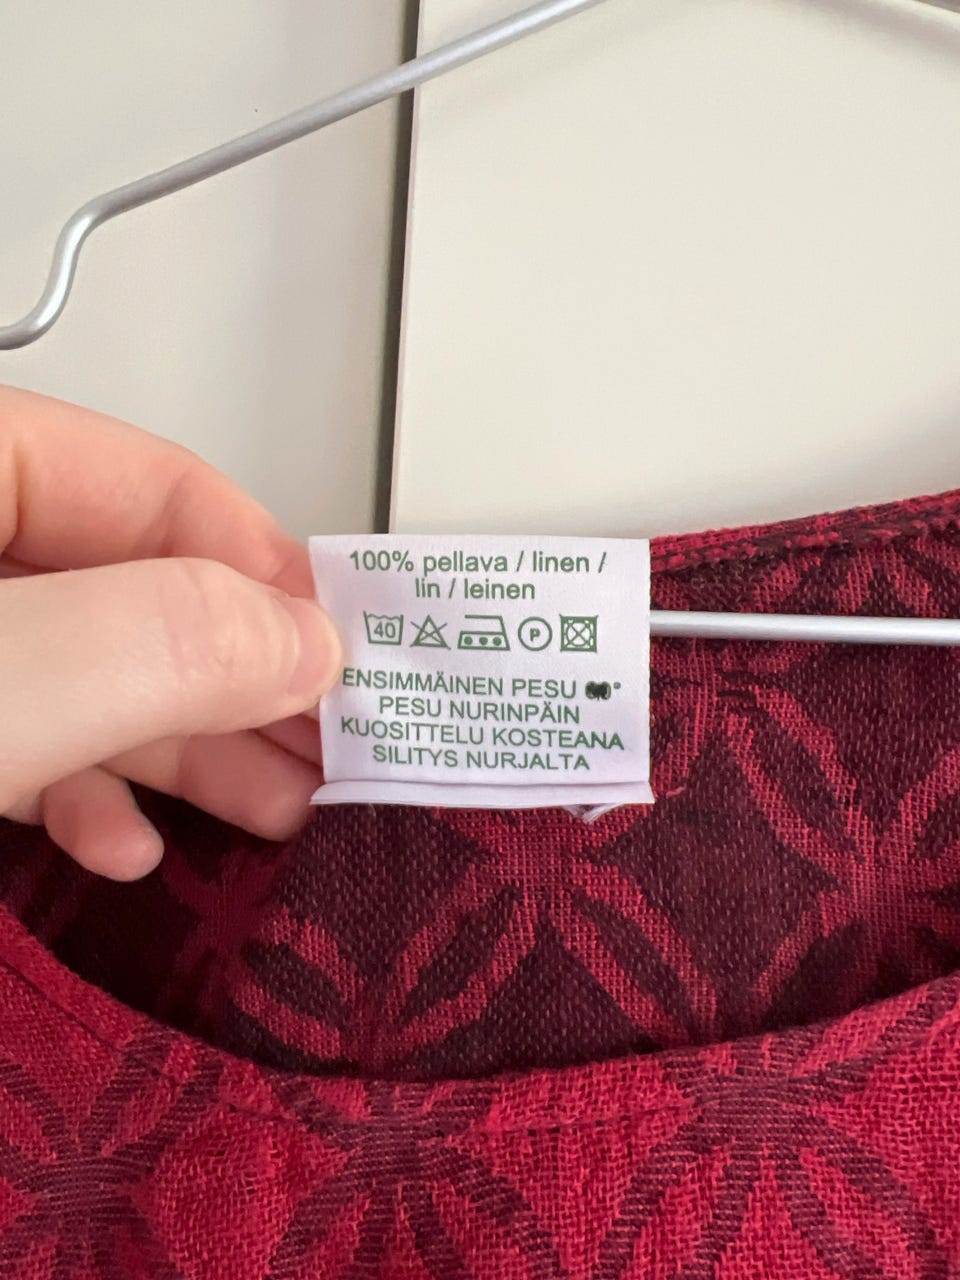 100% pellava / linen /
lin / leinen
40 P
ENSIMMÄINEN PESU °
PESU NURINPÄIN
KUOSITTELU KOSTEANA
SILITYS NURJALTA